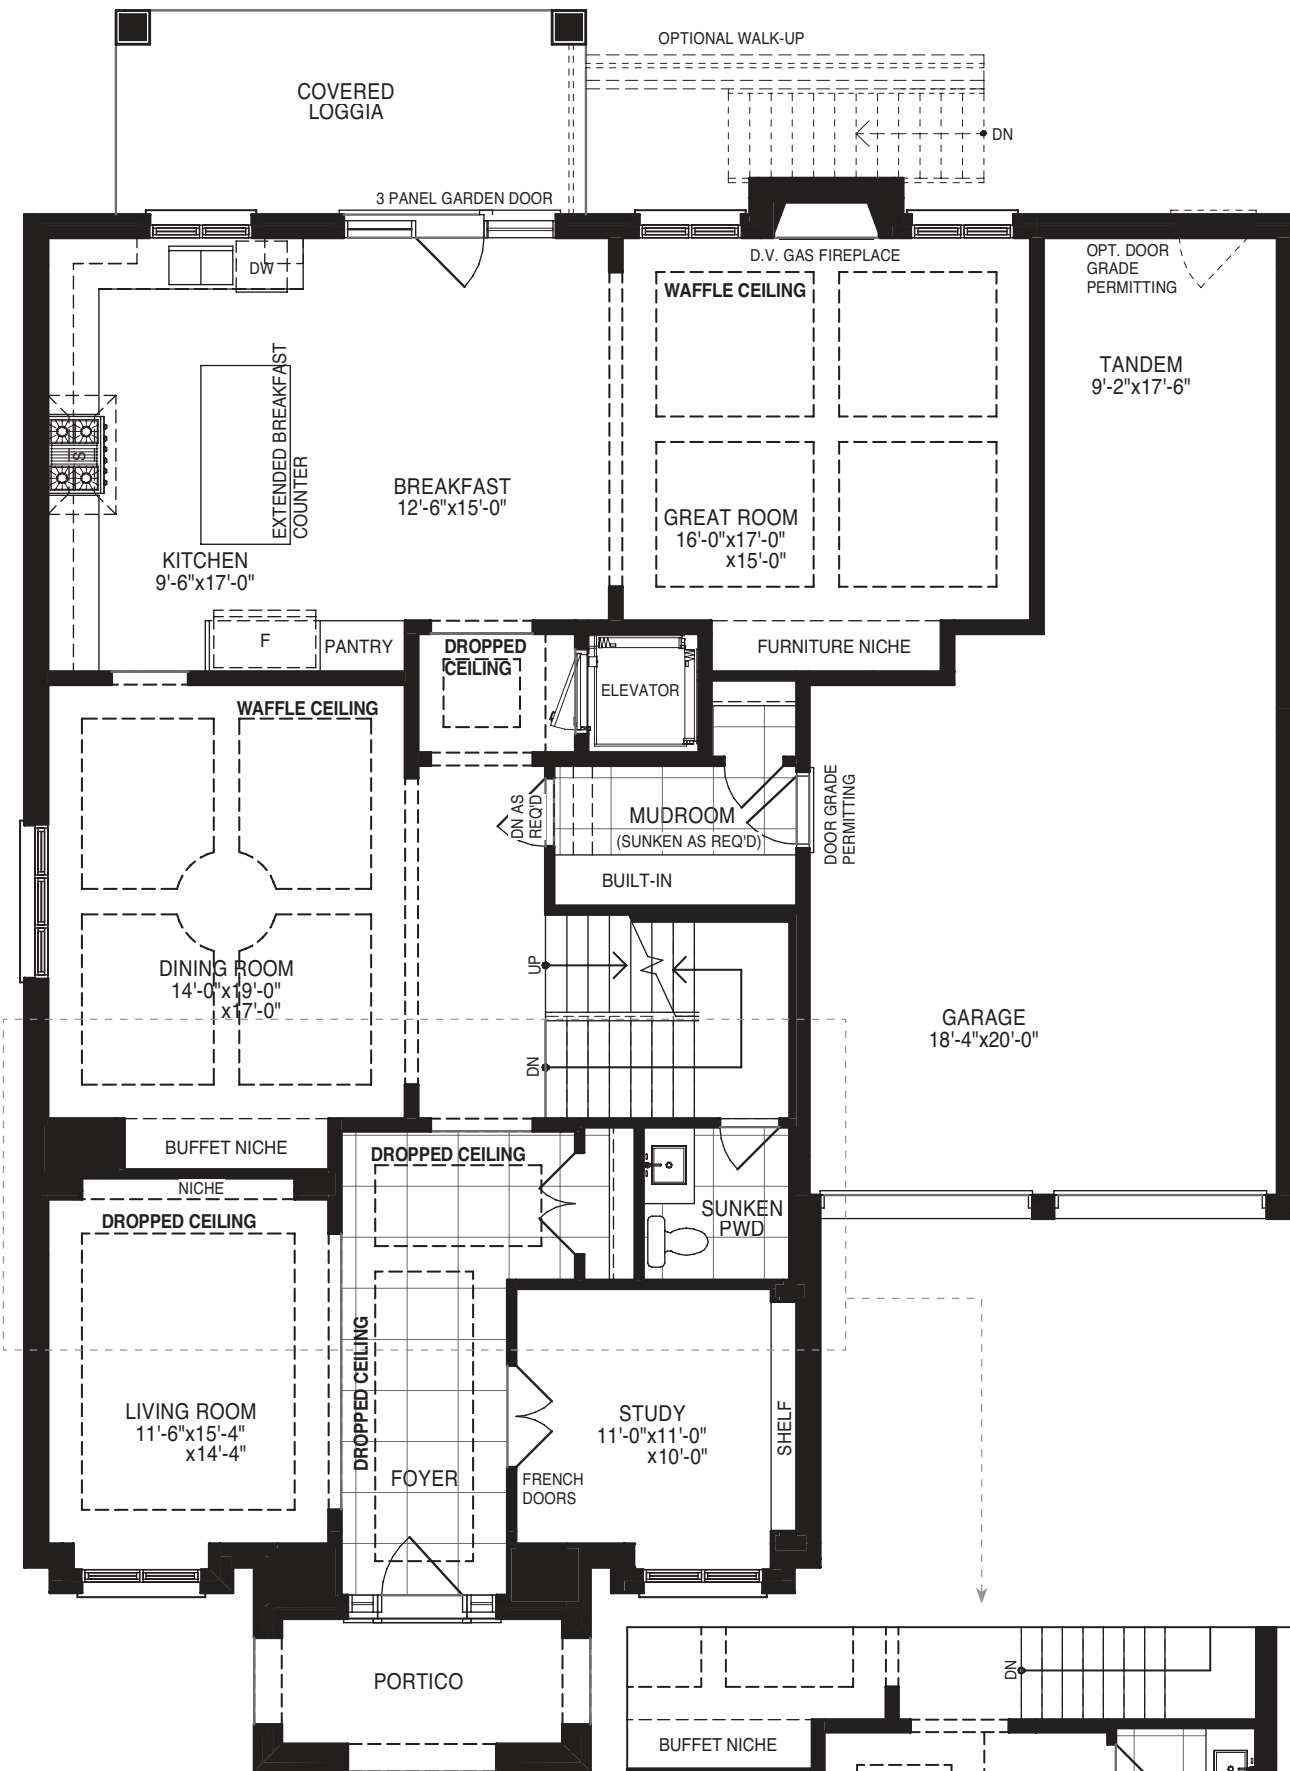 OPTIONAL WALK-UP
COVERED
LOGGIA
DN
3 PANEL GARDEN DOOR
D.V. GAS FIREPLACE
OPT. DOOR
GRADE
PERMITTING
DW
WAFFLE CEILING
TANDEM
9'-2"x17'-6"
EXTENDED BREAKFAST
COUNTER
S
BREAKFAST
12'-6"x15'-0"
GREAT ROOM
16'-0"x17'-0"
x15'-0"
KITCHEN
9'-6"x17'-0"
F
PANTRY
DROPPED
CEILING
FURNITURE NICHE
ELEVATOR
WAFFLE CEILING
DN AS
REQ'D
MUDROOM
(SUNKEN AS REQ'D)
DOOR GRADE
PERMITTING
BUILT-IN
UP
DINING ROOM
14'-0"x19'-0"
x17'-0"
GARAGE
18'-4"x20'-0"
DN
BUFFET NICHE
DROPPED CEILING
NICHE
DROPPED CEILING
SUNKEN
PWD
DROPPED CEILING
LIVING ROOM
11'-6"x15'-4"
x14'-4"
STUDY
11'-0"x11'-0"
x10'-0"
SHELF
FOYER
FRENCH
DOORS
PORTICO
DN
BUFFET NICHE